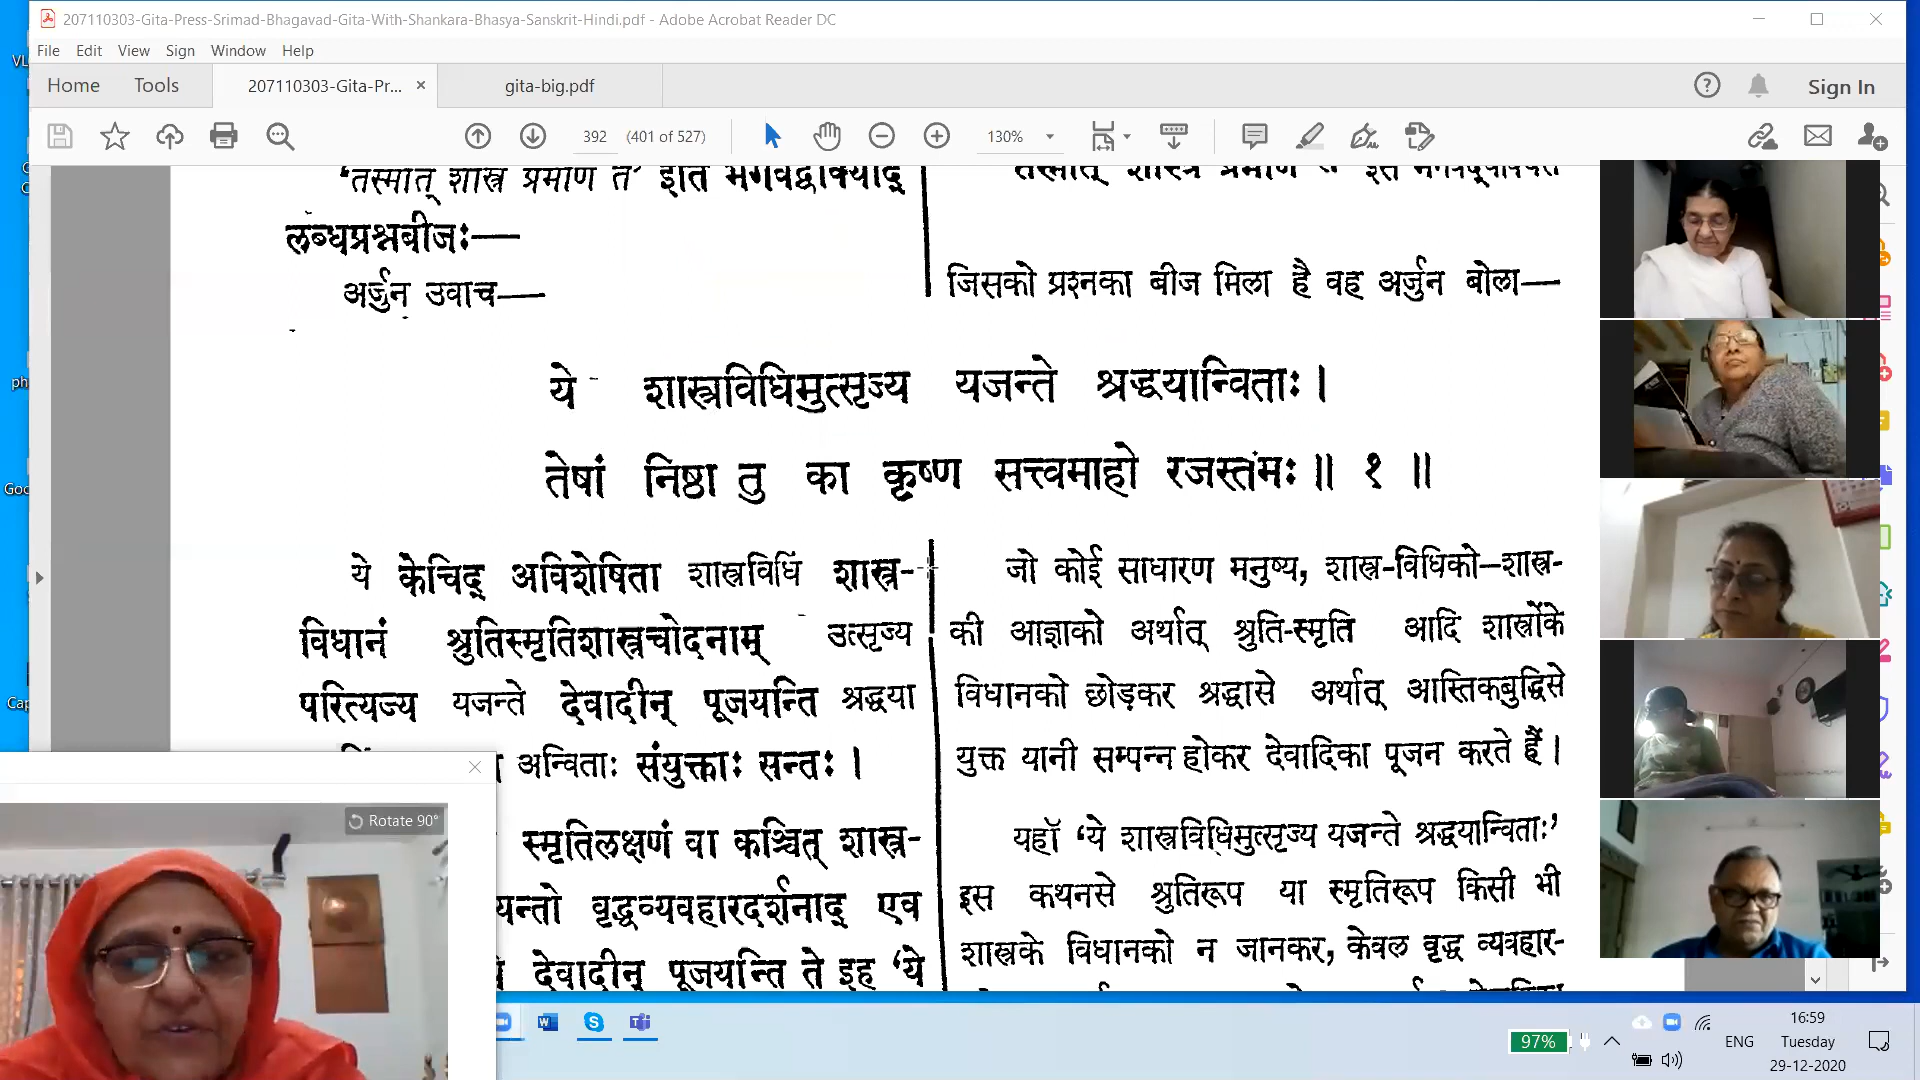 207110303-Gita-Press-Srimad-Bhagavad-Gita-With-Shankara-Bhasya-Sanskrit-Hindi.pdf - Adobe Acrobat Reader DC
File Edit View Sign Window Help
Home Tools 207110303-Gita-Pr... × gita-big.pdf Sign In
392 (401 of 527) 130%
‘तस्मात् शास्त्रं प्रमाणं ते’ इति भगवद्वाक्याद्
लब्धप्रश्नबीजः—
अर्जुन उवाच—
जिसको प्रश्नका बीज मिला है वह अर्जुन बोला—
ये शास्त्रविधिमुत्सृज्य यजन्ते श्रद्धयान्विताः ।
तेषां निष्ठा तु का कृष्ण सत्त्वमाहो रजस्तमः ॥ १ ॥
ये केचिद् अविशेषिता शास्त्रविधिं शास्त्र-
विधानं श्रुतिस्मृतिशास्त्रचोदनाम् उत्सृज्य
परित्यज्य यजन्ते देवादीन् पूजयन्ति श्रद्धया
अन्विताः संयुक्ताः सन्तः ।
स्मृतिलक्षणं वा कञ्चित् शास्त्र-
वृद्धव्यवहारदर्शनाद् एव
देवादीन् पूजयन्ति ते इह ‘ये
जो कोई साधारण मनुष्य, शास्त्र-विधिको—शास्त्र-
की आज्ञाको अर्थात् श्रुति-स्मृति आदि शास्त्रोंके
विधानको छोड़कर श्रद्धासे अर्थात् आस्तिकबुद्धिसे
युक्त यानी सम्पन्न होकर देवादिका पूजन करते हैं ।
यहाँ ‘ये शास्त्रविधिमुत्सृज्य यजन्ते श्रद्धयान्विताः’
इस कथनसे श्रुतिरूप या स्मृतिरूप किसी भी
शास्त्रके विधानको न जानकर, केवल वृद्ध व्यवहार-
Rotate 90°
97%
ENG
16:59
Tuesday
29-12-2020